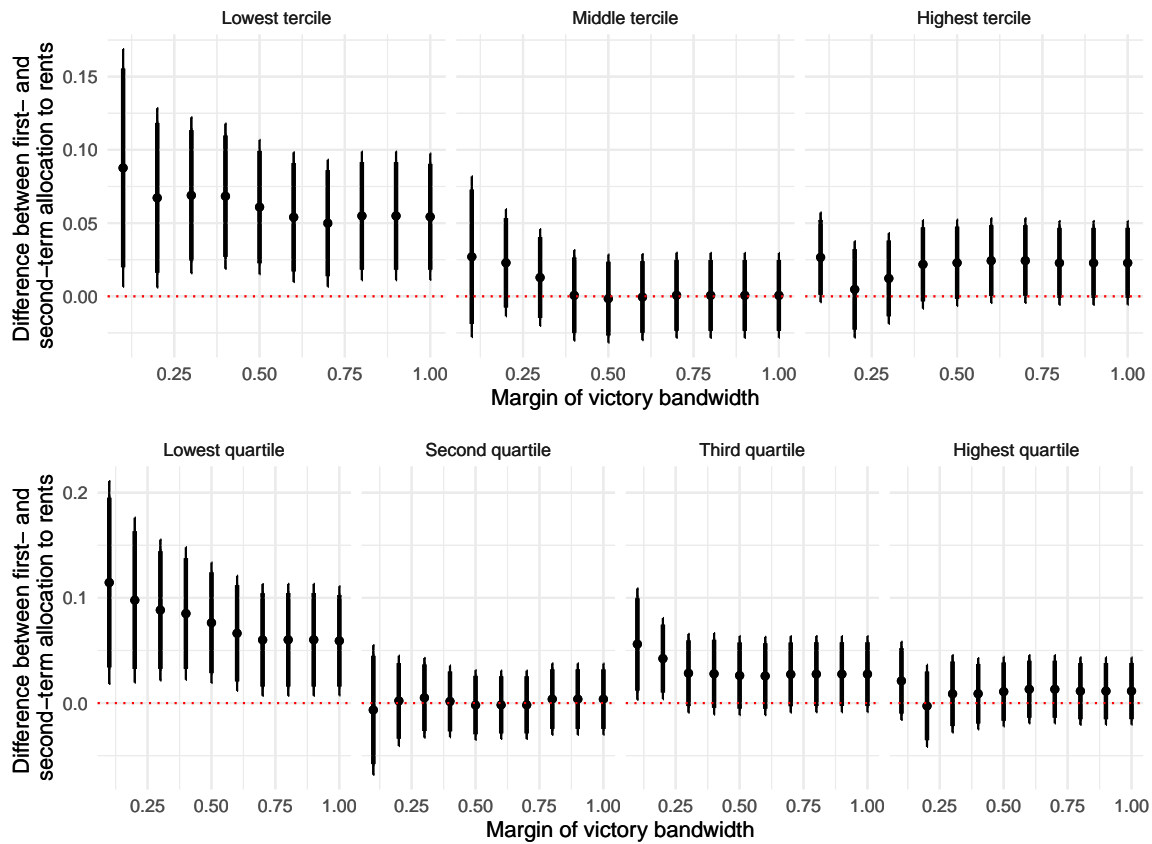 Lowest tercile
Middle tercile
Highest tercile
Difference between first− and
second−term allocation to rents
0.15
0.10
0.05
0.00
0.25 0.50 0.75 1.00
0.25 0.50 0.75 1.00
0.25 0.50 0.75 1.00
Margin of victory bandwidth
Lowest quartile
Second quartile
Third quartile
Highest quartile
Difference between first− and
second−term allocation to rents
0.2
0.1
0.0
0.25 0.50 0.75 1.00
0.25 0.50 0.75 1.00
0.25 0.50 0.75 1.00
0.25 0.50 0.75 1.00
Margin of victory bandwidth